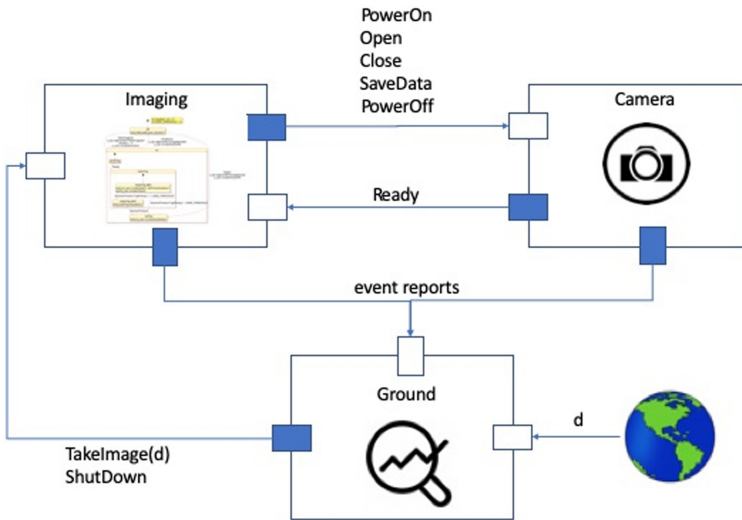 PowerOn
Open
Close
SaveData
PowerOff
Imaging
Camera
Ready
event reports
Ground
d
TakeImage(d)
ShutDown